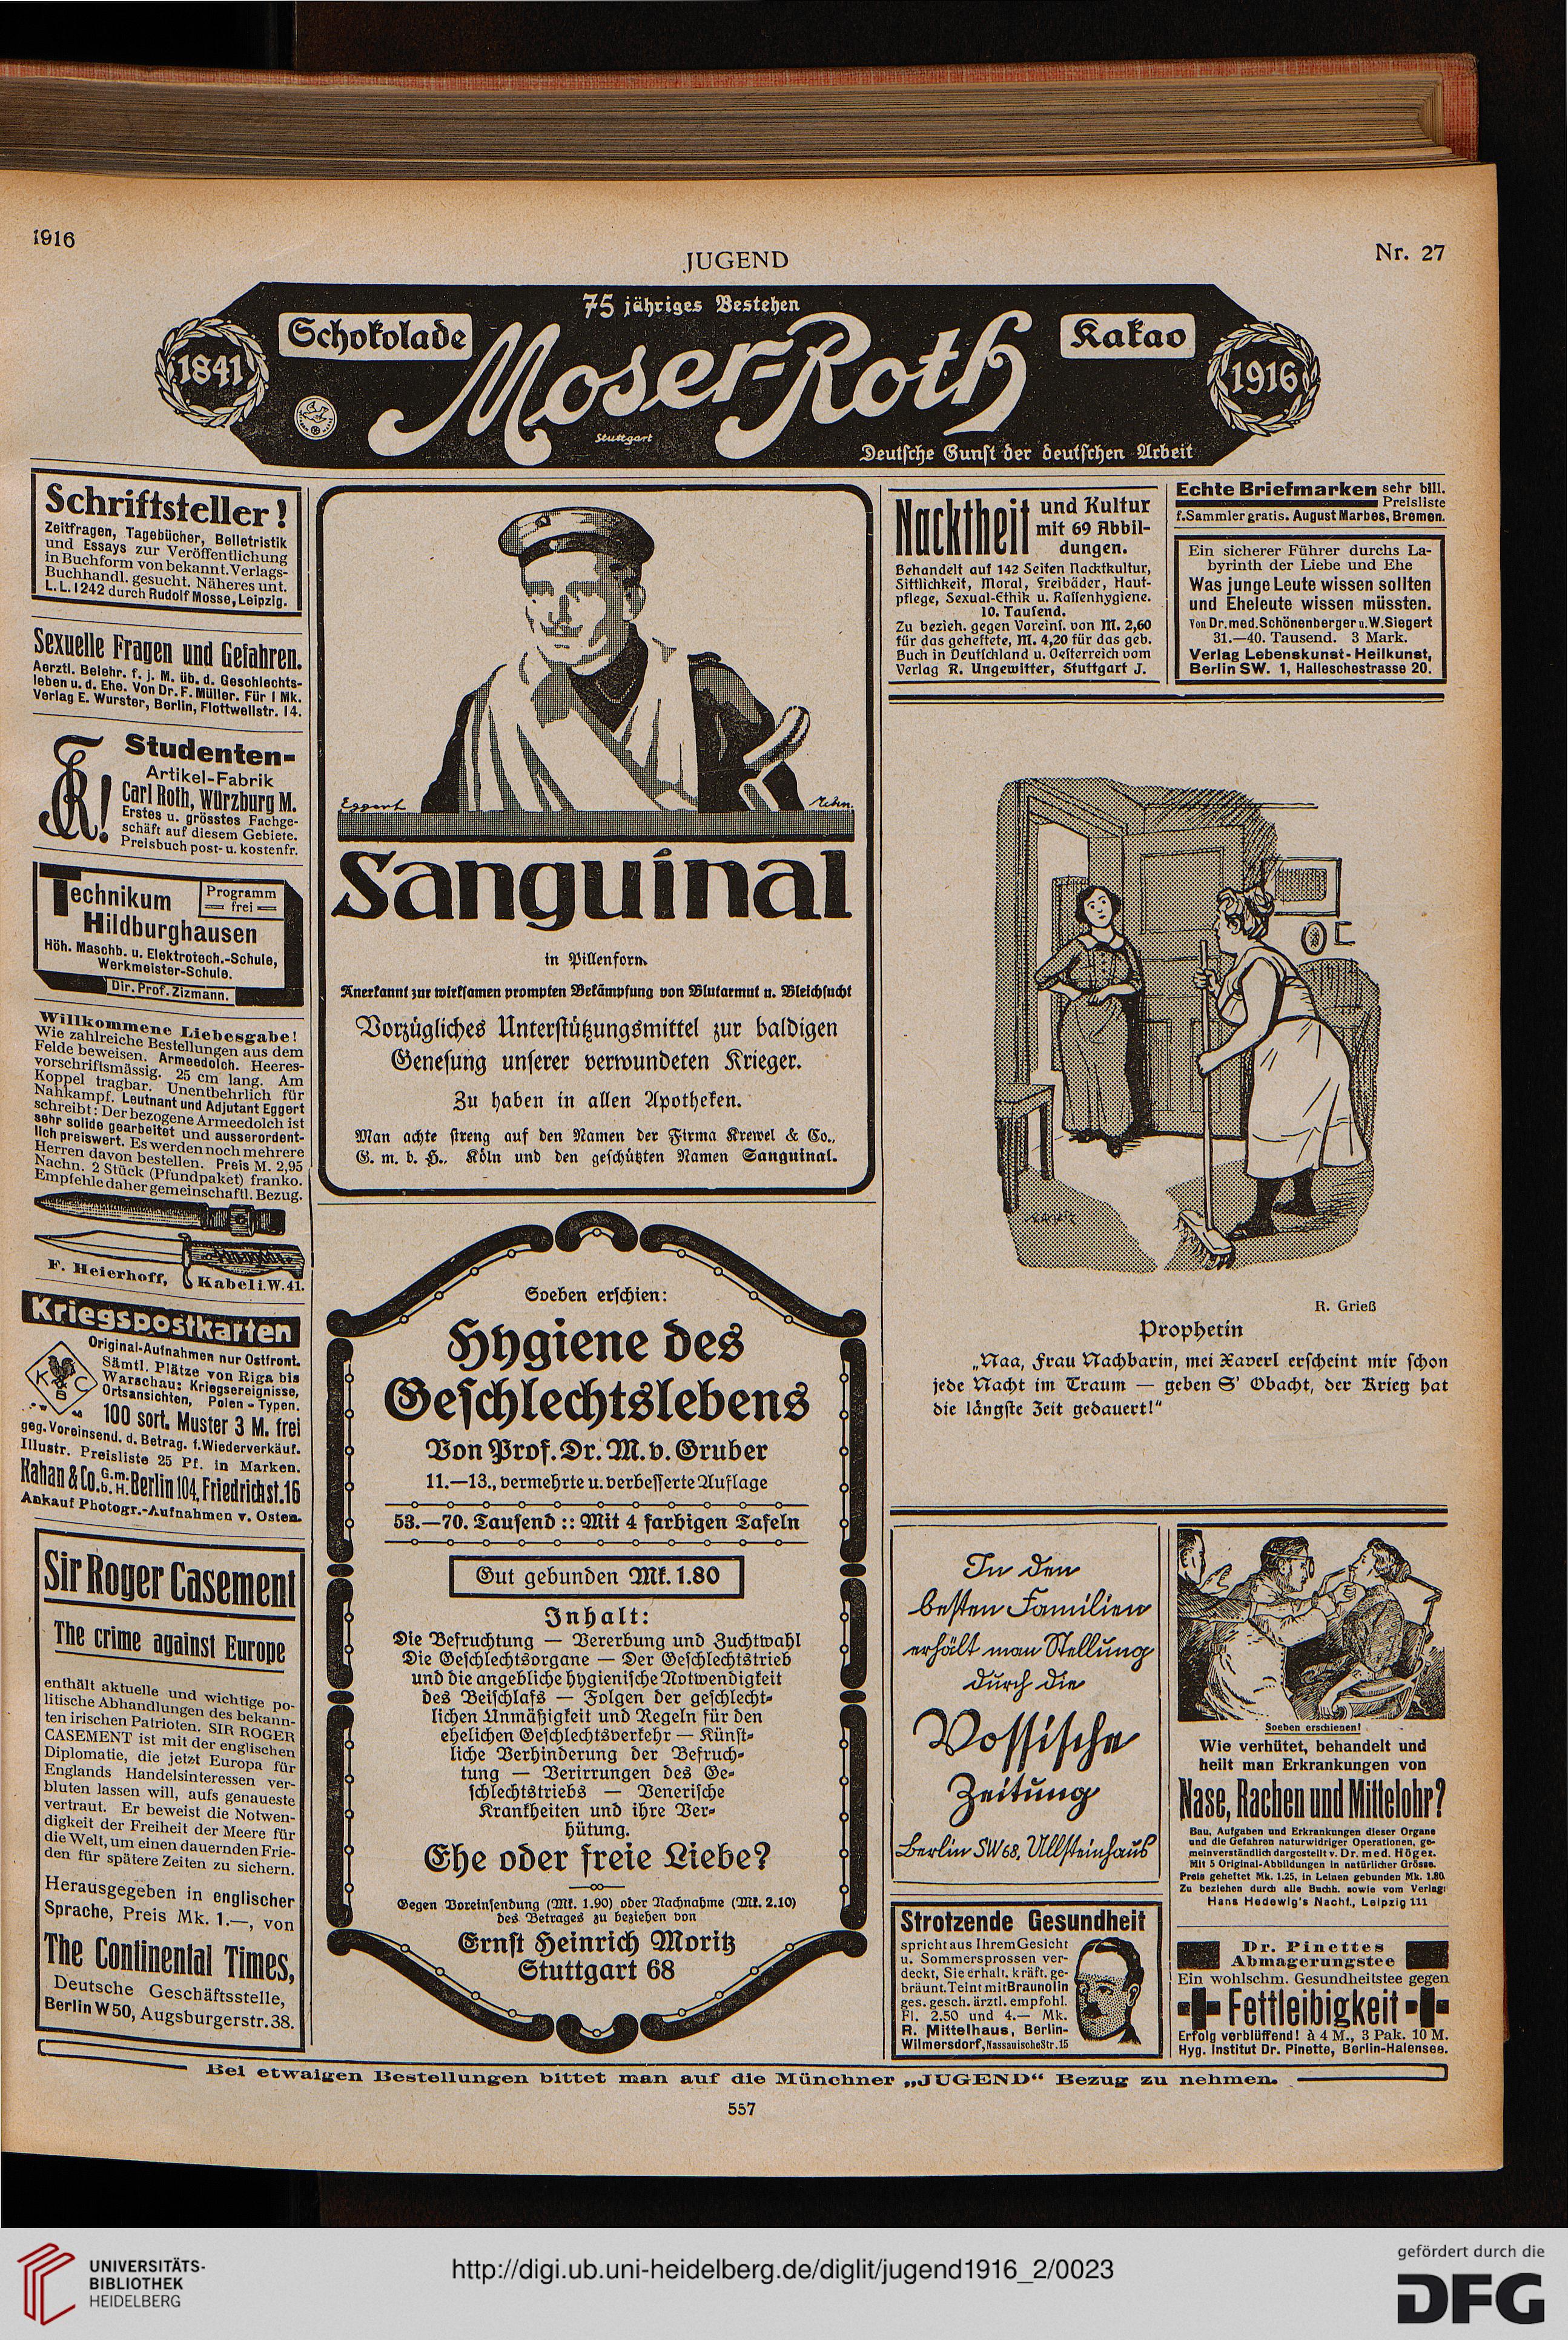 1916
JUGEND
Nr. 27
75 jähriges Bestehen
Schokolade
Kakao
Moser-Roth
1841
1916
Stuttgart
Deutsche Gunst der deutschen Arbeit
Schriftsteller!
Zeitfragen, Tagebücher, Belletristik
und Essays zur Veröffentlichung
in Buchform von bekannt. Verlags-
Buchhandl. gesucht. Näheres unt.
L. L. 1242 durch Rudolf Mosse, Leipzig.
Sexuelle Fragen und Gefahren.
Aerztl. Belehr. f. j. M. üb. d. Geschlechts-
leben u. d. Ehe. Von Dr. F. Müller. Für 1 Mk.
Verlag E. Wurster, Berlin, Flottwellstr. 14.
Studenten-
Artikel-Fabrik
Carl Roth, Würzburg M.
Erstes u. grösstes Fachge-
schäft auf diesem Gebiete.
Preisbuch post- u. kostenfr.
Technikum
Programm
frei
Hildburghausen
Höh. Maschb. u. Elektrotech.-Schule,
Werkmeister-Schule.
Dir. Prof. Zizmann.
Willkommene Liebesgabe!
Wie zahlreiche Bestellungen aus dem
Felde beweisen. Armeedolch. Heeres-
vorschriftsmässig. 25 cm lang. Am
Koppel tragbar. Unentbehrlich für
Nahkampf. Leutnant und Adjutant Eggert
schreibt: Der bezogene Armeedolch ist
sehr solide gearbeitet und ausserordent-
lich preiswert. Es werden noch mehrere
Herren davon bestellen. Preis M. 2,95
Nachn. 2 Stück (Pfundpaket) franko.
Empfehle daher gemeinschaftl. Bezug.
F. Heierhoff, Kabel i. W. 41.
Kriegspostkarten
Original-Aufnahmen nur Ostfront.
Sämtl. Plätze von Riga bis
Warschau: Kriegsereignisse,
Ortsansichten, Polen-Typen.
K & C
B
100 sort. Muster 3 M. frei
geg. Voreinsend. d. Betrag. f. Wiederverkäuf.
Illustr. Preisliste 25 Pf. in Marken.
Kahan & Co. G. m. b. H. Berlin 104, Friedrichst. 16
Ankauf Photogr.-Aufnahmen v. Osten.
Sir Roger Casement
The crime against Europe
enthält aktuelle und wichtige po-
litische Abhandlungen des bekann-
ten irischen Patrioten. SIR ROGER
CASEMENT ist mit der englischen
Diplomatie, die jetzt Europa für
Englands Handelsinteressen ver-
bluten lassen will, aufs genaueste
vertraut. Er beweist die Notwen-
digkeit der Freiheit der Meere für
die Welt, um einen dauernden Frie-
den für spätere Zeiten zu sichern.
Herausgegeben in englischer
Sprache, Preis Mk. 1.—, von
The Continental Times,
Deutsche Geschäftsstelle,
Berlin W 50, Augsburgerstr. 38.
Eggert
Sanguinal
in Pillenform
Anerkannt zur wirksamen prompten Bekämpfung von Blutarmut u. Bleichsucht
Vorzügliches Unterstützungsmittel zur baldigen
Genesung unserer verwundeten Krieger.
Zu haben in allen Apotheken.
Man achte streng auf den Namen der Firma Krewel & Co.,
G. m. b. H., Köln und den geschützten Namen Sanguinal.
Soeben erschien:
Hygiene des
Geschlechtslebens
Von Prof. Dr. M. v. Gruber
11.—13., vermehrte u. verbesserte Auflage
53.—70. Tausend :: Mit 4 farbigen Tafeln
Gut gebunden Mk. 1.80
Inhalt:
Die Befruchtung — Vererbung und Zuchtwahl
Die Geschlechtsorgane — Der Geschlechtstrieb
und die angebliche hygienische Notwendigkeit
des Beischlafs — Folgen der geschlecht-
lichen Unmäßigkeit und Regeln für den
ehelichen Geschlechtsverkehr — Künst-
liche Verhinderung der Befruch-
tung — Verirrungen des Ge-
schlechtstriebs — Venerische
Krankheiten und ihre Ver-
hütung.
Ehe oder freie Liebe?
Gegen Voreinsendung (Mk. 1.90) oder Nachnahme (Mk. 2.10)
des Betrages zu beziehen von
Ernst Heinrich Moritz
Stuttgart 68
Nacktheit
und Kultur
mit 69 Abbil-
dungen.
Behandelt auf 142 Seiten Nacktkultur,
Sittlichkeit, Moral, Freibäder, Haut-
pflege, Sexual-Ethik u. Rassenhygiene.
10. Tausend.
Zu bezieh. gegen Voreins. von M. 2,60
für das geheftete, M. 4,20 für das geb.
Buch in Deutschland u. Oesterreich vom
Verlag R. Ungewitter, Stuttgart J.
Echte Briefmarken sehr bill.
Preisliste
f. Sammler gratis. August Marbes, Bremen.
Ein sicherer Führer durchs La-
byrinth der Liebe und Ehe
Was junge Leute wissen sollten
und Eheleute wissen müssten.
Von Dr. med. Schönenberger u. W. Siegert
31.—40. Tausend. 3 Mark.
Verlag Lebenskunst-Heilkunst,
Berlin SW. 1, Halleschestrasse 20.
R. Grieß
Prophetin
„Naa, Frau Nachbarin, mei Xaverl erscheint mir schon
jede Nacht im Traum — geben S' Obacht, der Krieg hat
die längste Zeit gedauert!“
In den
besten Familien
erhält man Stellung
durch die
Vossische
Zeitung
Berlin SW 68, Ullsteinhaus
Strotzende Gesundheit
spricht aus Ihrem Gesicht
u. Sommersprossen ver-
deckt, Sie erhalt. kräft. ge-
bräunt. Teint mit Braunolin
ges. gesch. ärztl. empfohl.
Fl. 2.50 und 4.— Mk.
R. Mittelhaus, Berlin-
Wilmersdorf, Nassauische Str. 15
Soeben erschienen!
Wie verhütet, behandelt und
heilt man Erkrankungen von
Nase, Rachen und Mittelohr?
Bau, Aufgaben und Erkrankungen dieser Organe
und die Gefahren naturwidriger Operationen, ge-
meinverständlich dargestellt v. Dr. med. Höger.
Mit 5 Original-Abbildungen in natürlicher Grösse.
Preis geheftet Mk. 1.25, in Leinen gebunden Mk. 1.80.
Zu beziehen durch alle Buchh. sowie vom Verlag:
Hans Hedewig's Nachf., Leipzig 111
Dr. Pinettes
Abmagerungstee
Ein wohlschm. Gesundheitstee gegen
Fettleibigkeit
Erfolg verblüffend! à 4 M., 3 Pak. 10 M.
Hyg. Institut Dr. Pinette, Berlin-Halensee.
Bei etwaigen Bestellungen bittet man auf die Münchner „JUGEND“ Bezug zu nehmen.
557
UNIVERSITÄTS-
BIBLIOTHEK
HEIDELBERG
http://digi.ub.uni-heidelberg.de/diglit/jugend1916_2/0023
gefördert durch die
DFG